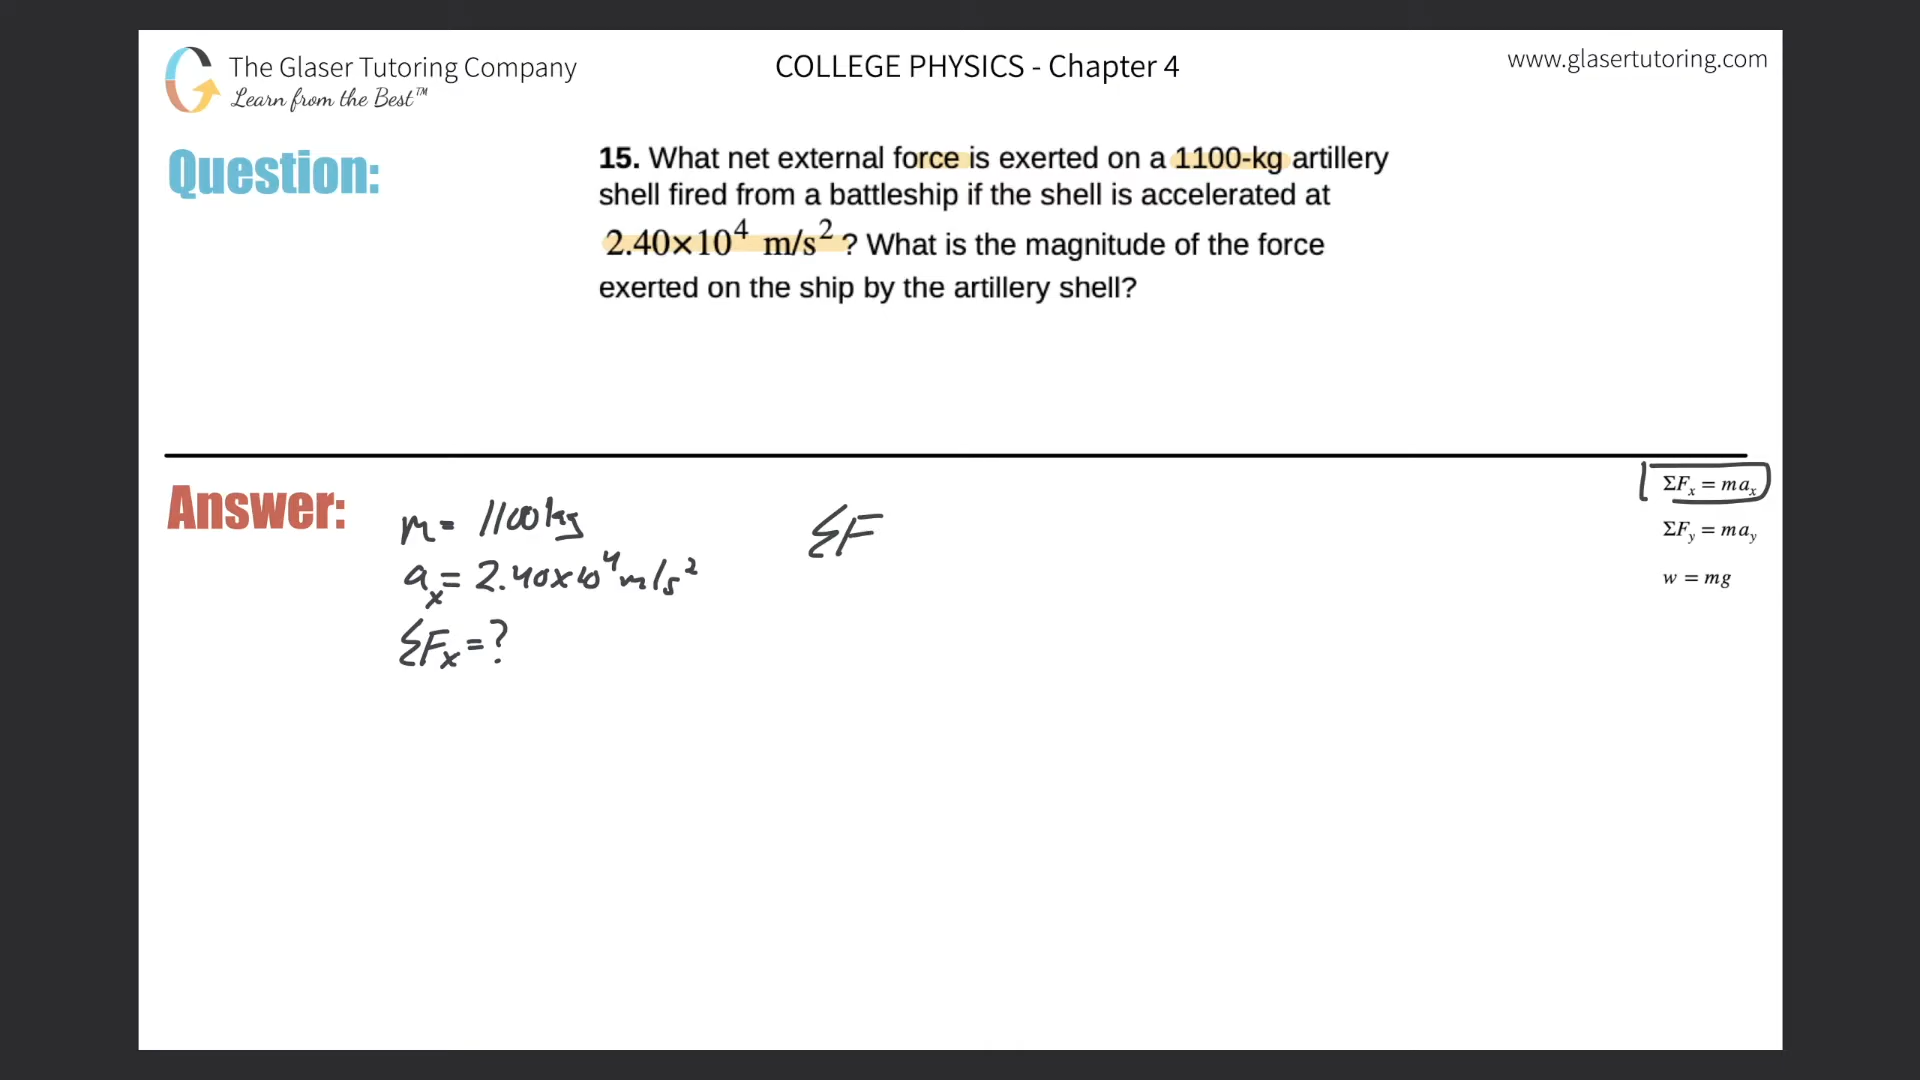 The Glaser Tutoring Company
Learn from the Best™
COLLEGE PHYSICS - Chapter 4
www.glasertutoring.com
Question:
15. What net external force is exerted on a 1100-kg artillery
shell fired from a battleship if the shell is accelerated at
2.40×10⁴ m/s² ? What is the magnitude of the force
exerted on the ship by the artillery shell?
Answer:
m = 1100kg
aₓ = 2.40x10⁴m/s²
ΣFₓ = ?
ΣF
ΣFₓ = maₓ
ΣF_y = ma_y
w = mg